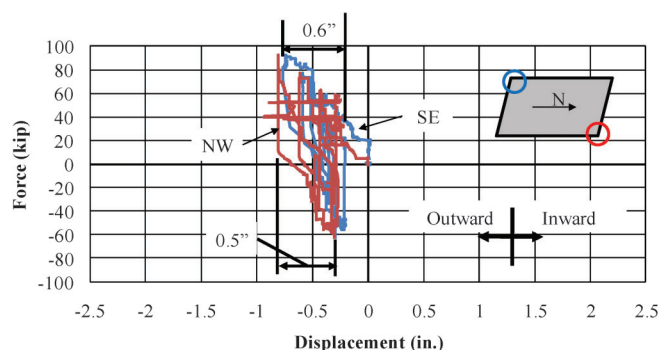 0.6”
100
80
60
40
20
0
-20
-40
-60
-80
-100
Force (kip)
NW
SE
N
0.5”
Outward
Inward
-2.5 -2 -1.5 -1 -0.5 0 0.5 1 1.5 2 2.5
Displacement (in.)